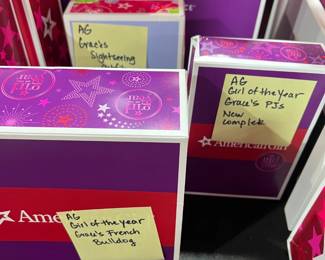 AG
Grace's
Sightseeing
AG
Girl of the Year
Grace's PJs
New
Complete
American Girl
Ame
AG
Girl of the Year
Grace's French
Bulldog